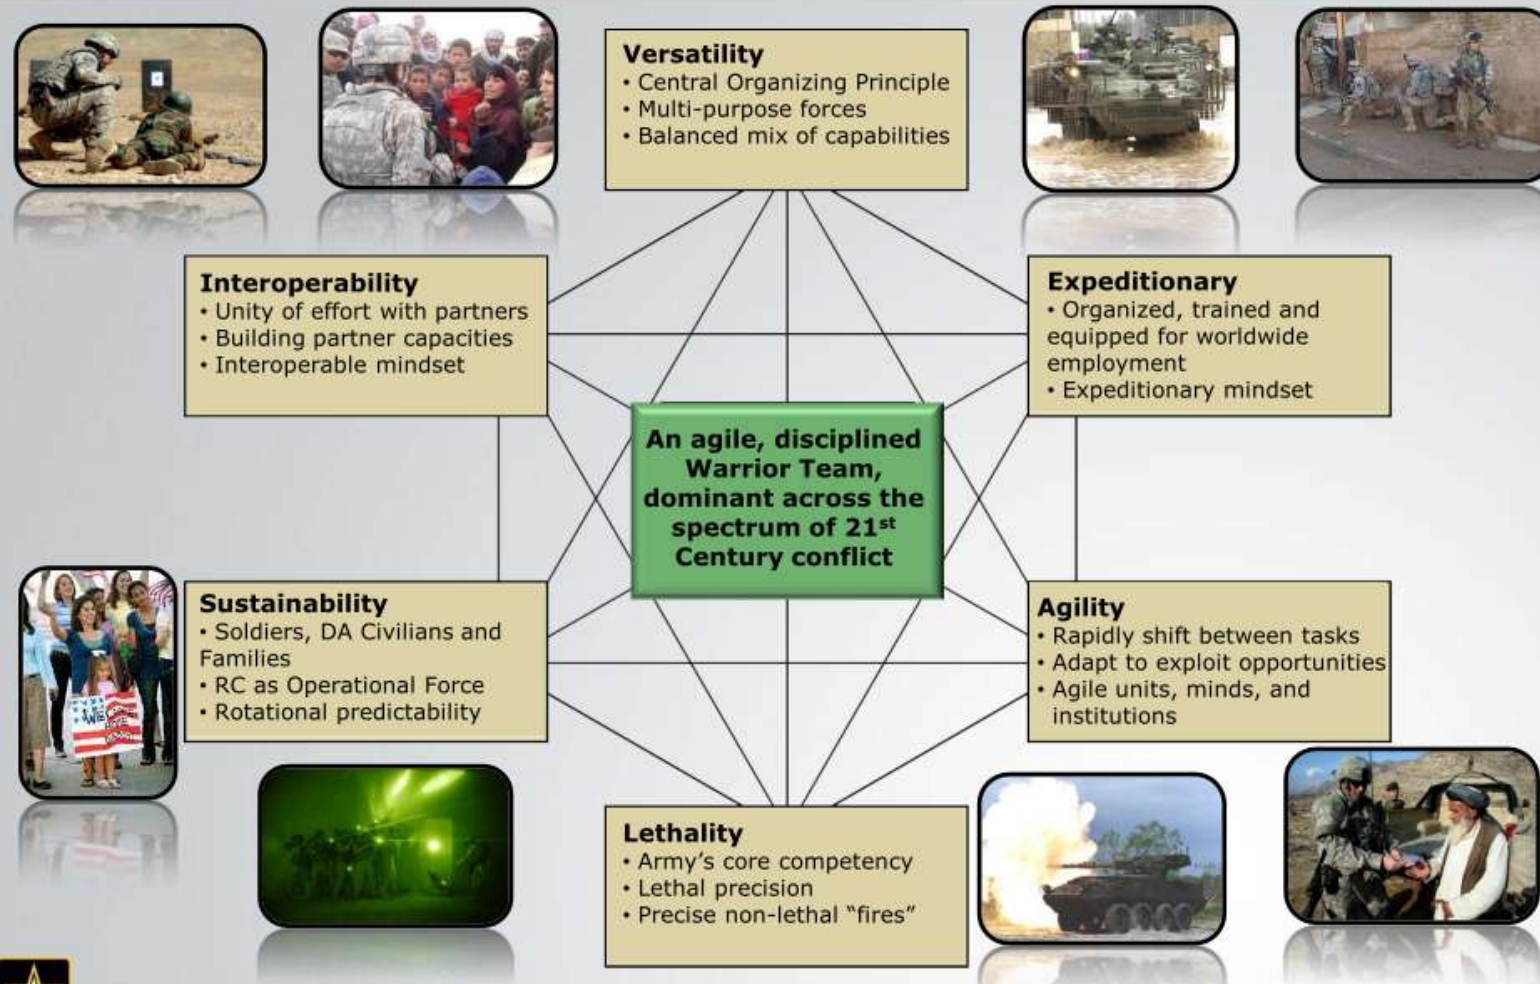 Versatility
• Central Organizing Principle
• Multi-purpose forces
• Balanced mix of capabilities
Interoperability
• Unity of effort with partners
• Building partner capacities
• Interoperable mindset
Expeditionary
• Organized, trained and
equipped for worldwide
employment
• Expeditionary mindset
An agile, disciplined
Warrior Team,
dominant across the
spectrum of 21st
Century conflict
Sustainability
• Soldiers, DA Civilians and
Families
• RC as Operational Force
• Rotational predictability
Agility
• Rapidly shift between tasks
• Adapt to exploit opportunities
• Agile units, minds, and
institutions
Lethality
• Army’s core competency
• Lethal precision
• Precise non-lethal “fires”